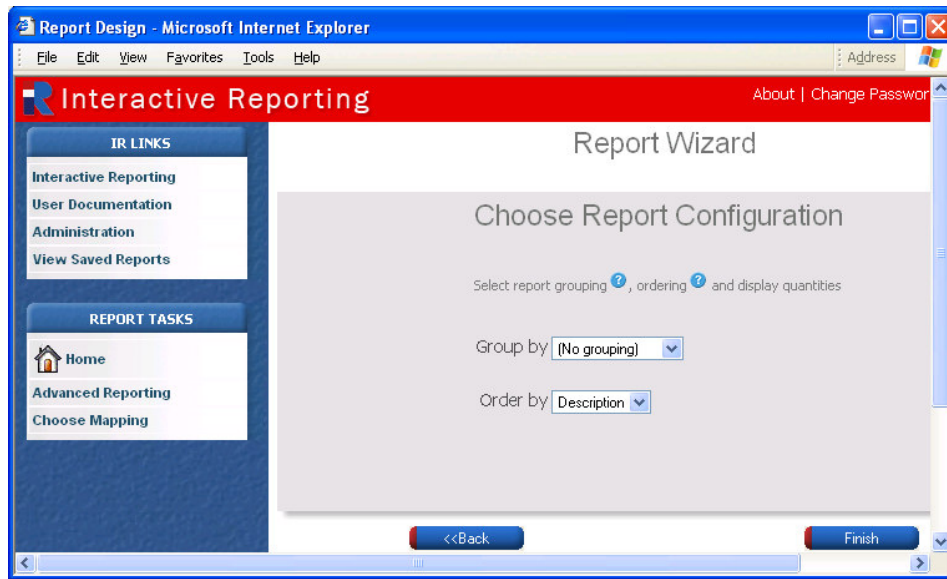 Report Design - Microsoft Internet Explorer
File Edit View Favorites Tools Help Address
Interactive Reporting
About | Change Passwor
IR LINKS
Interactive Reporting
User Documentation
Administration
View Saved Reports
REPORT TASKS
Home
Advanced Reporting
Choose Mapping
Report Wizard
Choose Report Configuration
Select report grouping ?, ordering ? and display quantities
Group by (No grouping)
Order by Description
<<Back Finish